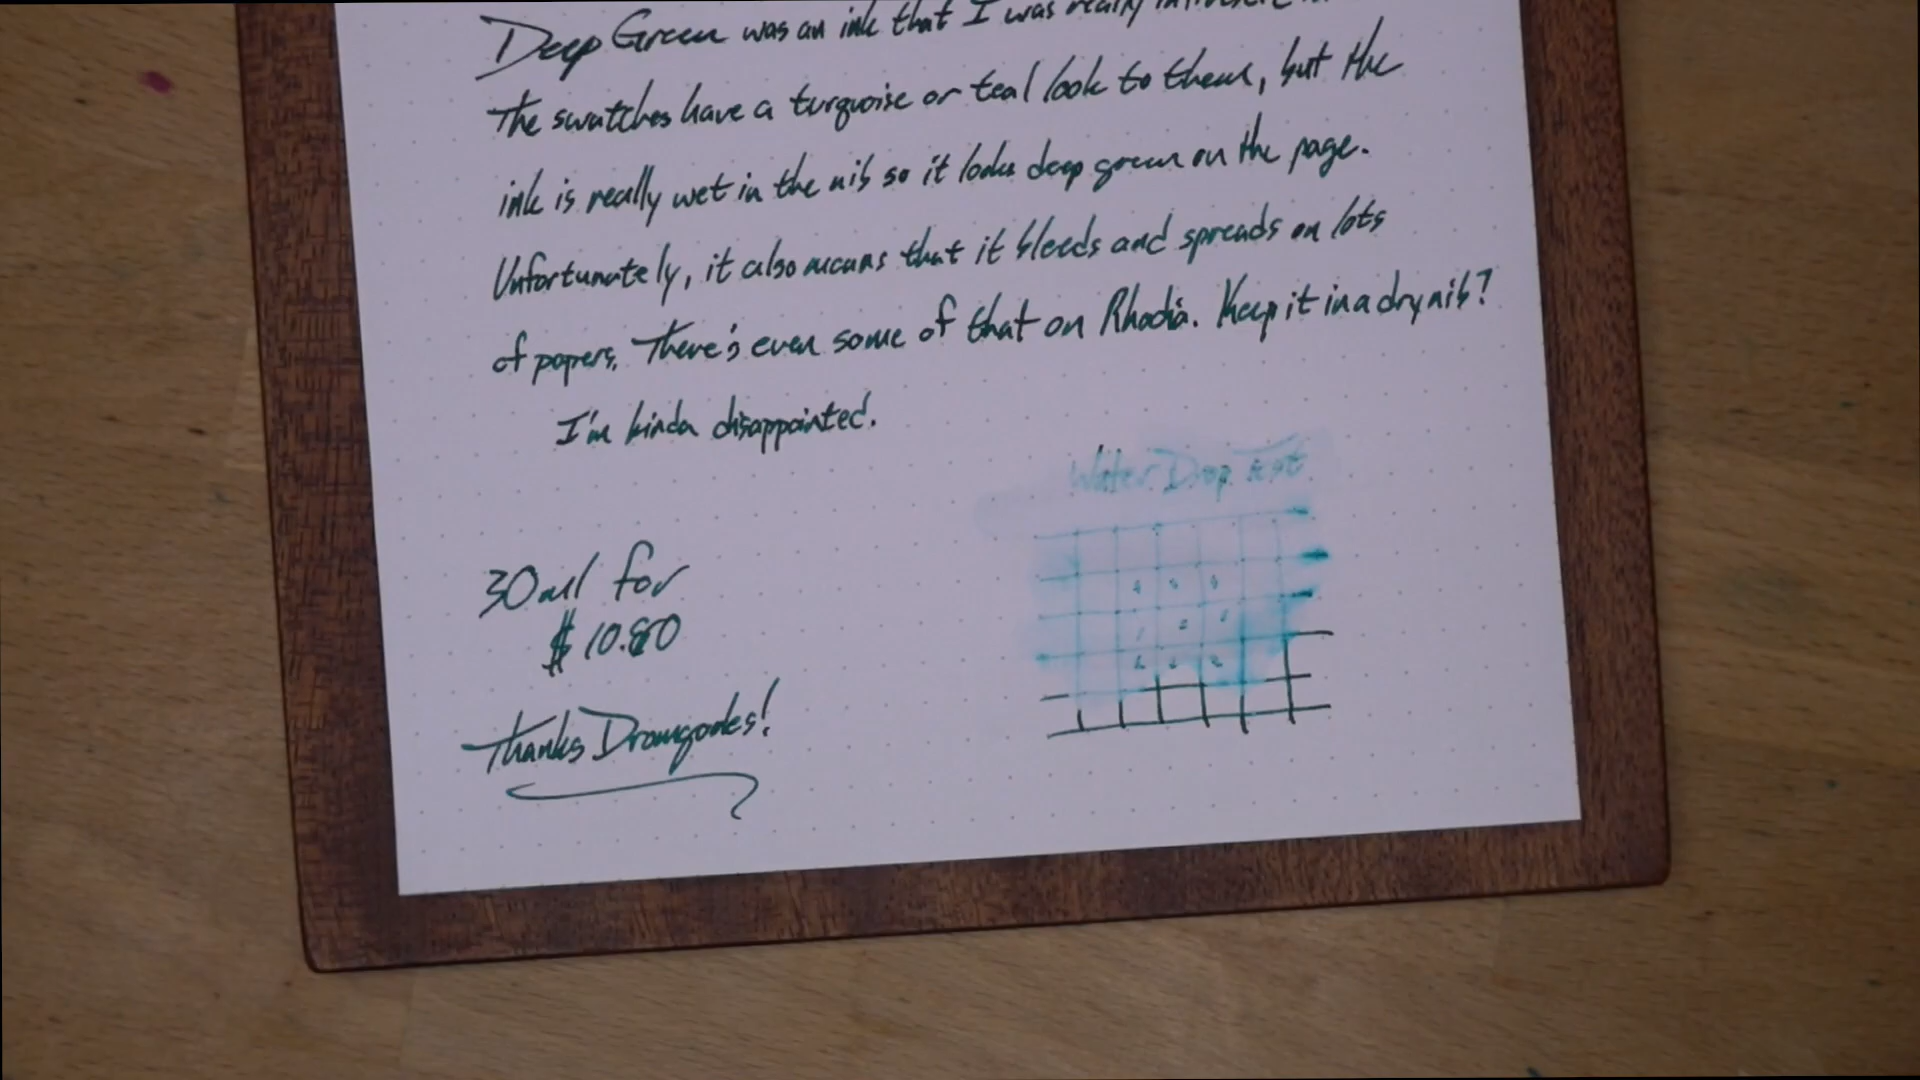 Deep Green was an ink that I was really
The swatches have a turquoise or teal look to them, but the
ink is really wet in the nib so it looks deep green on the page.
Unfortunately, it also means that it bleeds and spreads on lots
of papers. There's even some of that on Rhodia. Keep it in a dry nib?
I'm kinda disappointed.
Water Drop Test
30ml for
$10.80
Thanks Dromgooles!